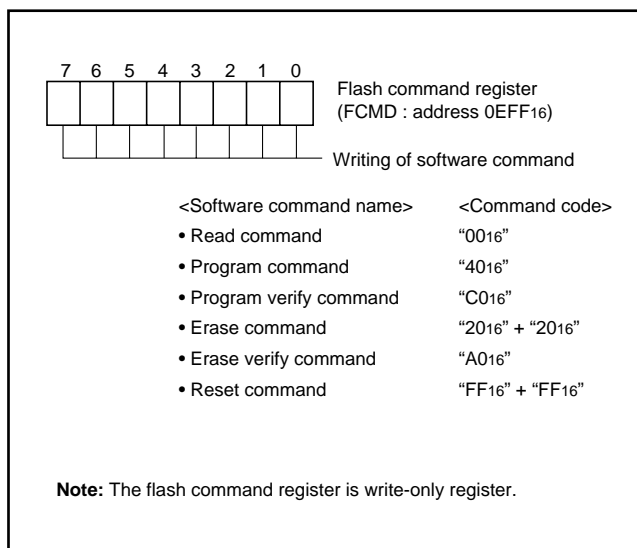 7 6 5 4 3 2 1 0
Flash command register
(FCMD : address 0EFF16)
Writing of software command
<Software command name> <Command code>
• Read command “0016”
• Program command “4016”
• Program verify command “C016”
• Erase command “2016” + “2016”
• Erase verify command “A016”
• Reset command “FF16” + “FF16”
Note: The flash command register is write-only register.